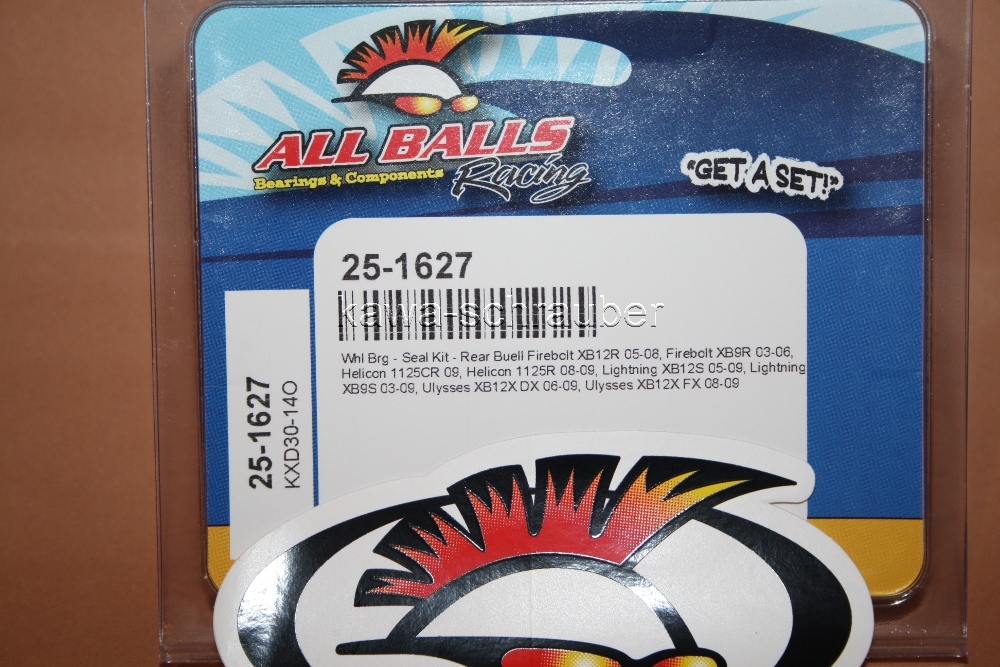 ALL BALLS
Bearings & Components
Racing
"GET A SET!"
25-1627
kawa-schrauber
Whl Brg - Seal Kit - Rear Buell Firebolt XB12R 05-08, Firebolt XB9R 03-06,
Helicon 1125CR 09, Helicon 1125R 08-09, Lightning XB12S 05-09, Lightning
XB9S 03-09, Ulysses XB12X DX 06-09, Ulysses XB12X FX 08-09
25-1627
KXD30-14O